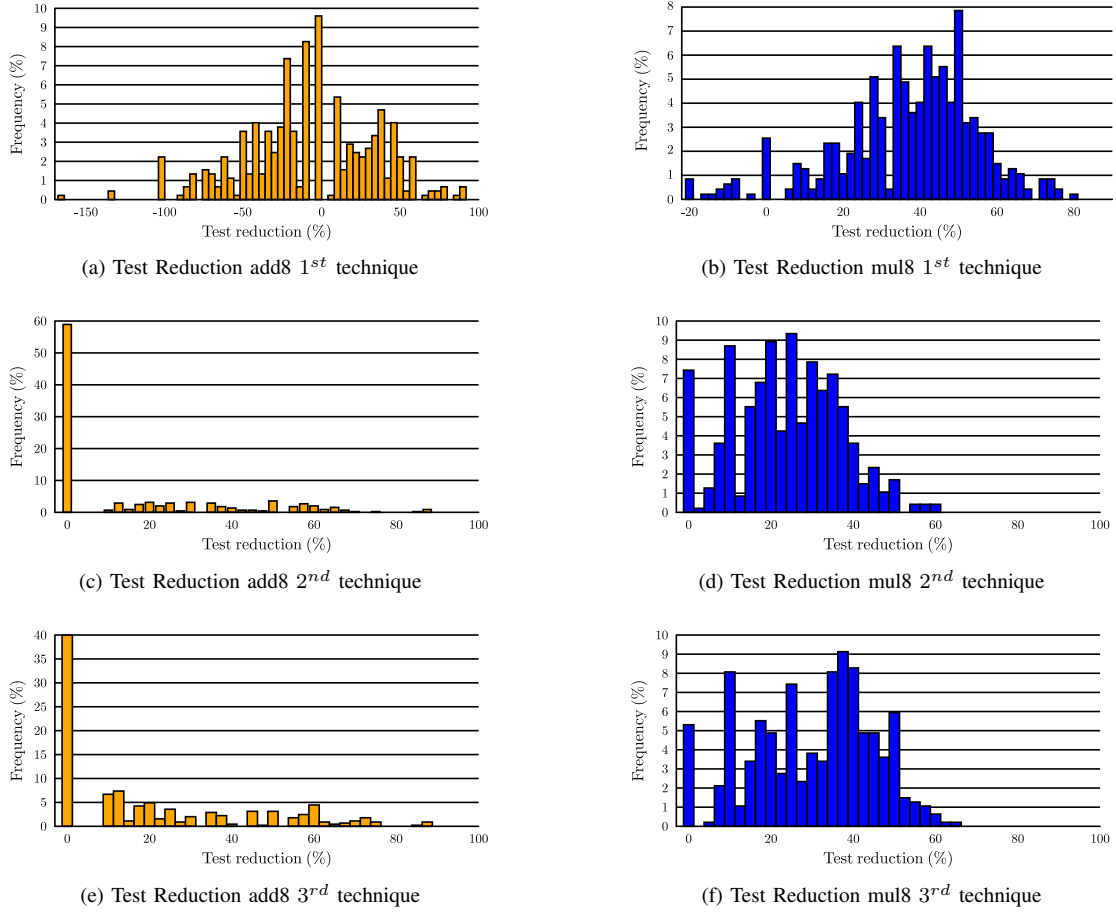 10
9
8
7
6
5
4
3
2
1
0
Frequency (%)
-150 -100 -50 0 50 100
Test reduction (%)
(a) Test Reduction add8 1st technique
8
7
6
5
4
3
2
1
0
Frequency (%)
-20 0 20 40 60 80
Test reduction (%)
(b) Test Reduction mul8 1st technique
60
50
40
30
20
10
0
Frequency (%)
0 20 40 60 80 100
Test reduction (%)
(c) Test Reduction add8 2nd technique
10
9
8
7
6
5
4
3
2
1
0
Frequency (%)
0 20 40 60 80 100
Test reduction (%)
(d) Test Reduction mul8 2nd technique
40
35
30
25
20
15
10
5
0
Frequency (%)
0 20 40 60 80 100
Test reduction (%)
(e) Test Reduction add8 3rd technique
10
9
8
7
6
5
4
3
2
1
0
Frequency (%)
0 20 40 60 80 100
Test reduction (%)
(f) Test Reduction mul8 3rd technique